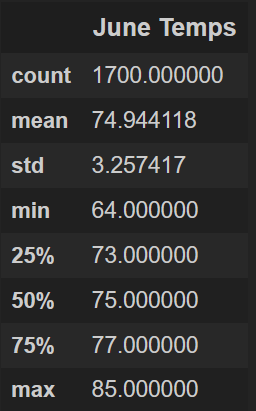 June Temps
count 1700.000000
mean 74.944118
std 3.257417
min 64.000000
25% 73.000000
50% 75.000000
75% 77.000000
max 85.000000